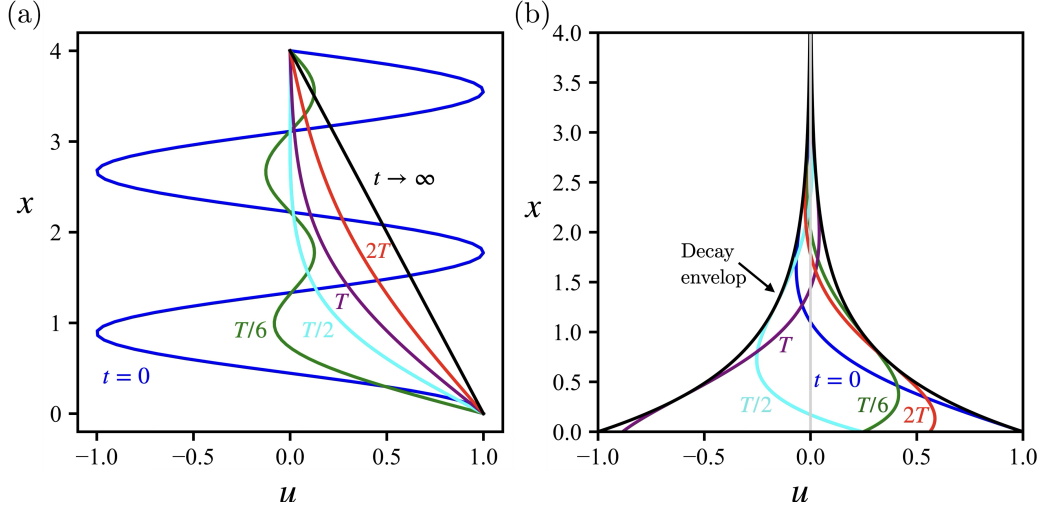 (a)
4
3
2
1
0
x
t → ∞
2T
T
T/2
T/6
t = 0
−1.0 −0.5 0.0 0.5 1.0
u
(b)
4.0
3.5
3.0
2.5
2.0
1.5
1.0
0.5
0.0
x
Decay
envelop
T
t = 0
T/2
T/6
2T
−1.0 −0.5 0.0 0.5 1.0
u